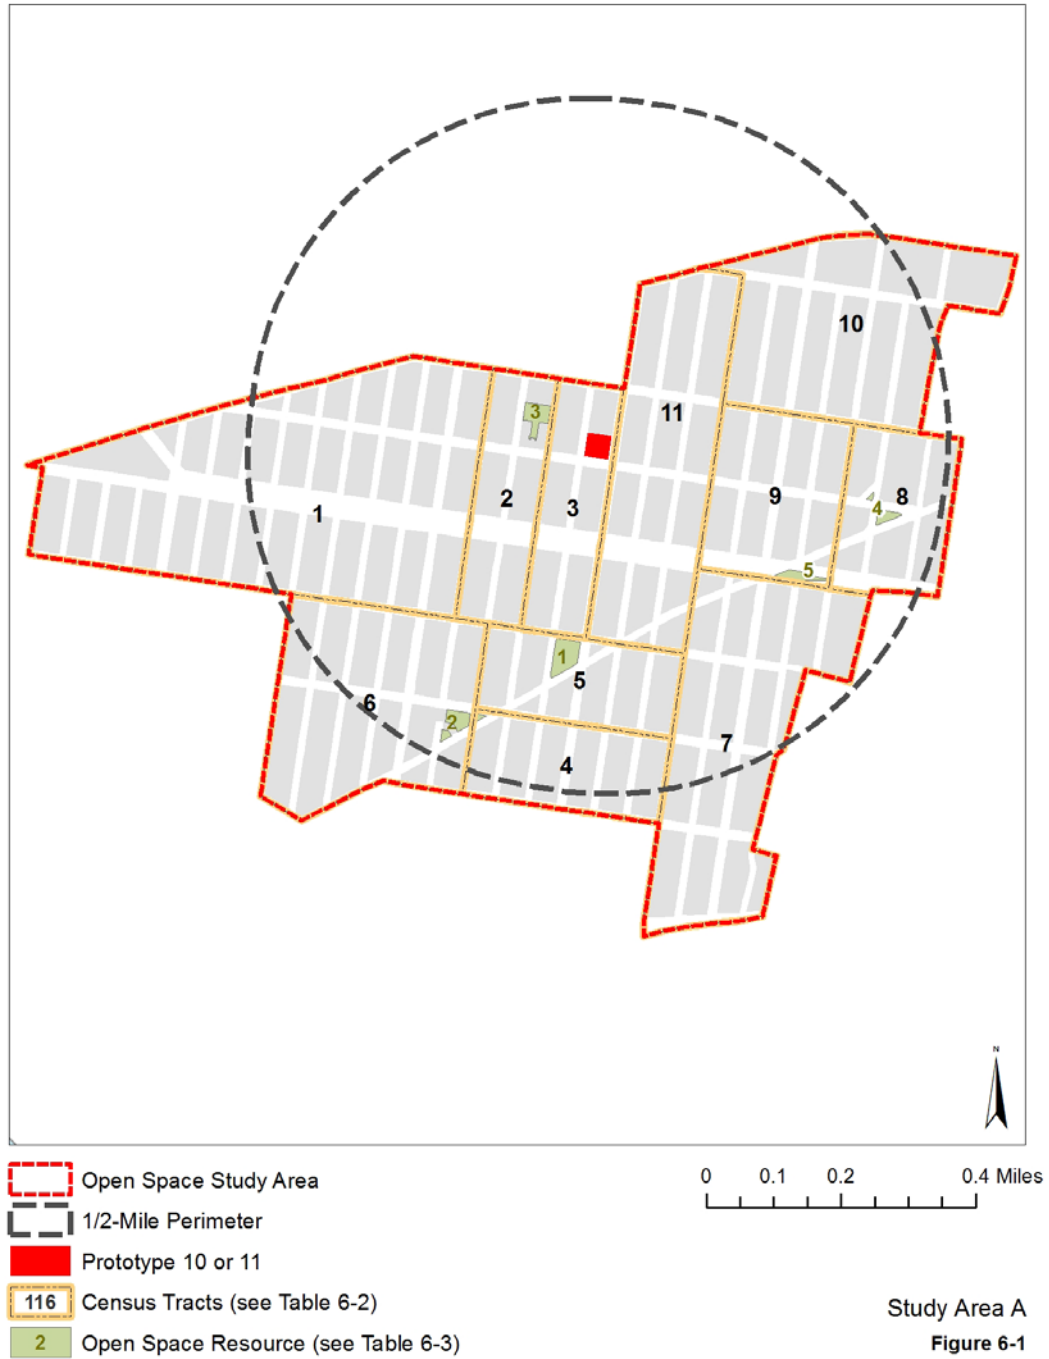 10
3
11
1
2
3
9
8
4
5
1
5
6
2
7
4
N
Open Space Study Area
1/2-Mile Perimeter
Prototype 10 or 11
116 Census Tracts (see Table 6-2)
2 Open Space Resource (see Table 6-3)
0 0.1 0.2 0.4 Miles
Study Area A
Figure 6-1